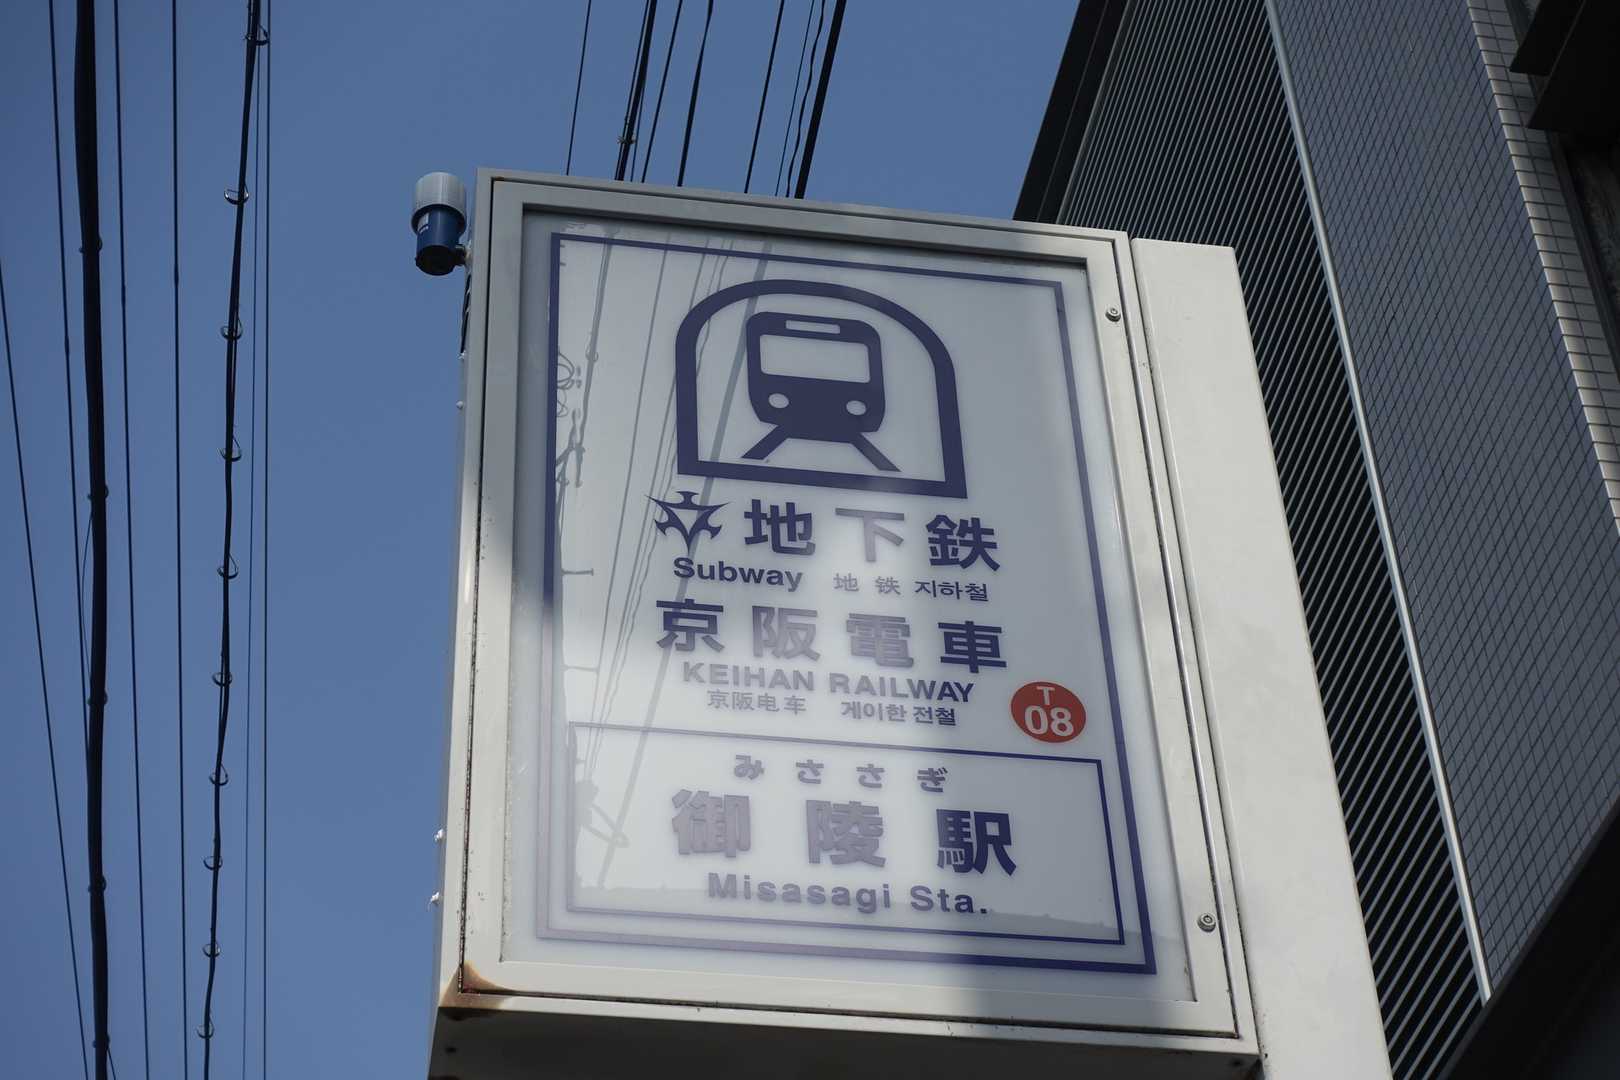 地下鉄
Subway 地铁 지하철
京阪電車
KEIHAN RAILWAY
京阪电车 게이한 전철
T
08
みささぎ
御陵駅
Misasagi Sta.